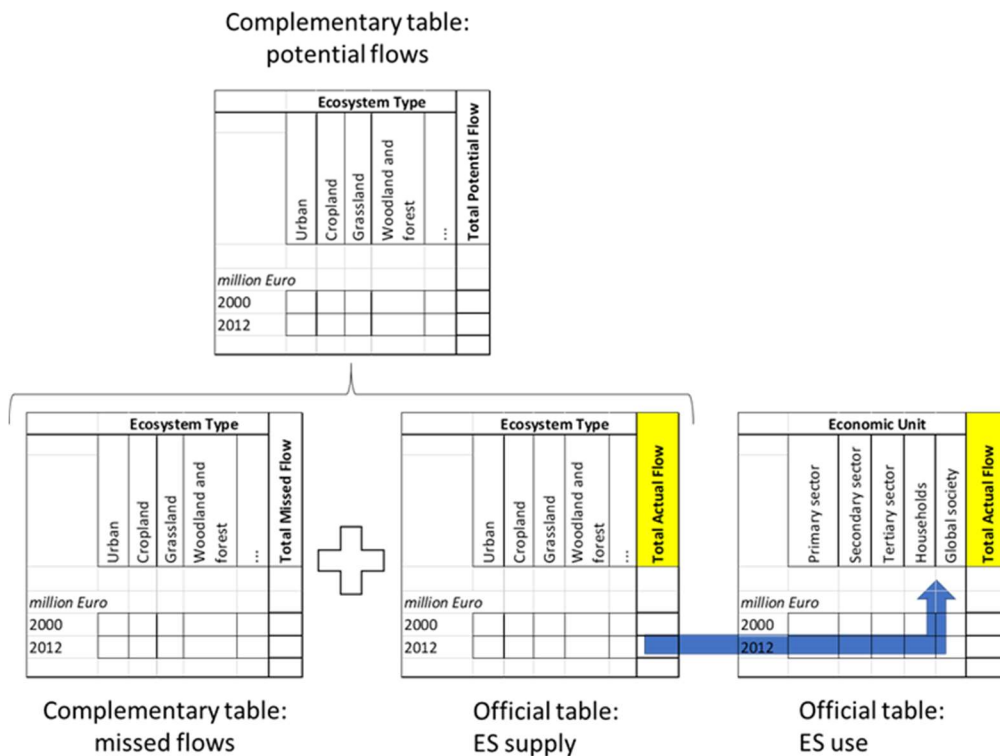 Complementary table:
potential flows
Ecosystem Type
Urban
Cropland
Grassland
Woodland and
forest
...
Total Potential Flow
million Euro
2000
2012
Ecosystem Type
Urban
Cropland
Grassland
Woodland and
forest
...
Total Missed Flow
million Euro
2000
2012
Complementary table:
missed flows
Ecosystem Type
Urban
Cropland
Grassland
Woodland and
forest
...
Total Actual Flow
million Euro
2000
2012
Official table:
ES supply
Economic Unit
Primary sector
Secondary sector
Tertiary sector
Households
Global society
Total Actual Flow
million Euro
2000
2012
Official table:
ES use